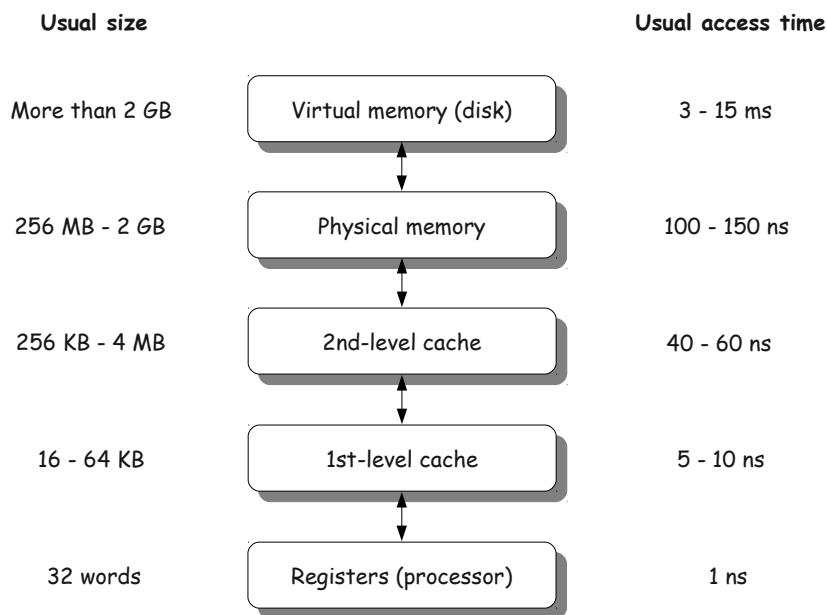 Usual size
Usual access time
More than 2 GB
Virtual memory (disk)
3 - 15 ms
256 MB - 2 GB
Physical memory
100 - 150 ns
256 KB - 4 MB
2nd-level cache
40 - 60 ns
16 - 64 KB
1st-level cache
5 - 10 ns
32 words
Registers (processor)
1 ns